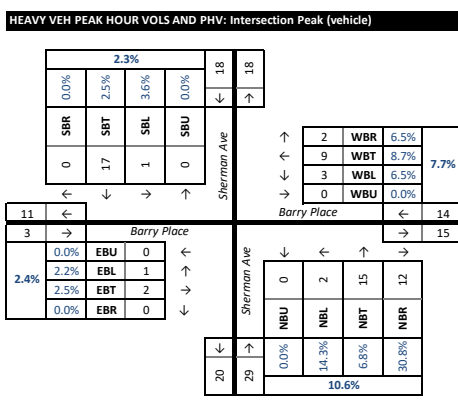 HEAVY VEH PEAK HOUR VOLS AND PHV: Intersection Peak (vehicle)
2.3%
0.0% 2.5% 3.6% 0.0%
SBR SBT SBL SBU
0 17 1 0
← ↓ → ↑
18 18
↓ ↑
Sherman Ave
↑ 2 WBR 6.5%
← 9 WBT 8.7%
↓ 3 WBL 6.5%
→ 0 WBU 0.0%
7.7%
11 ←
Barry Place
← 14
3 →
Barry Place
→ 15
2.4%
0.0% EBU 0 ←
2.2% EBL 1 ↑
2.5% EBT 2 →
0.0% EBR 0 ↓
Sherman Ave
↓ ↑
20 29
↓ ← ↑ →
0 2 15 12
NBU NBL NBT NBR
0.0% 14.3% 6.8% 30.8%
10.6%